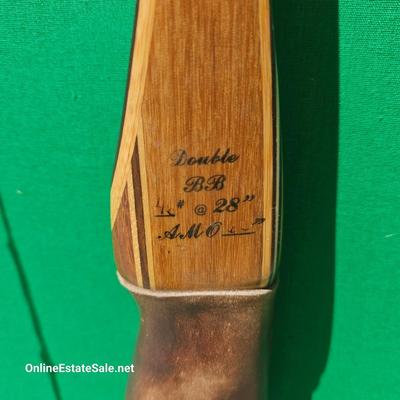 Double
BB
# @ 28"
AMO "
OnlineEstateSale.net